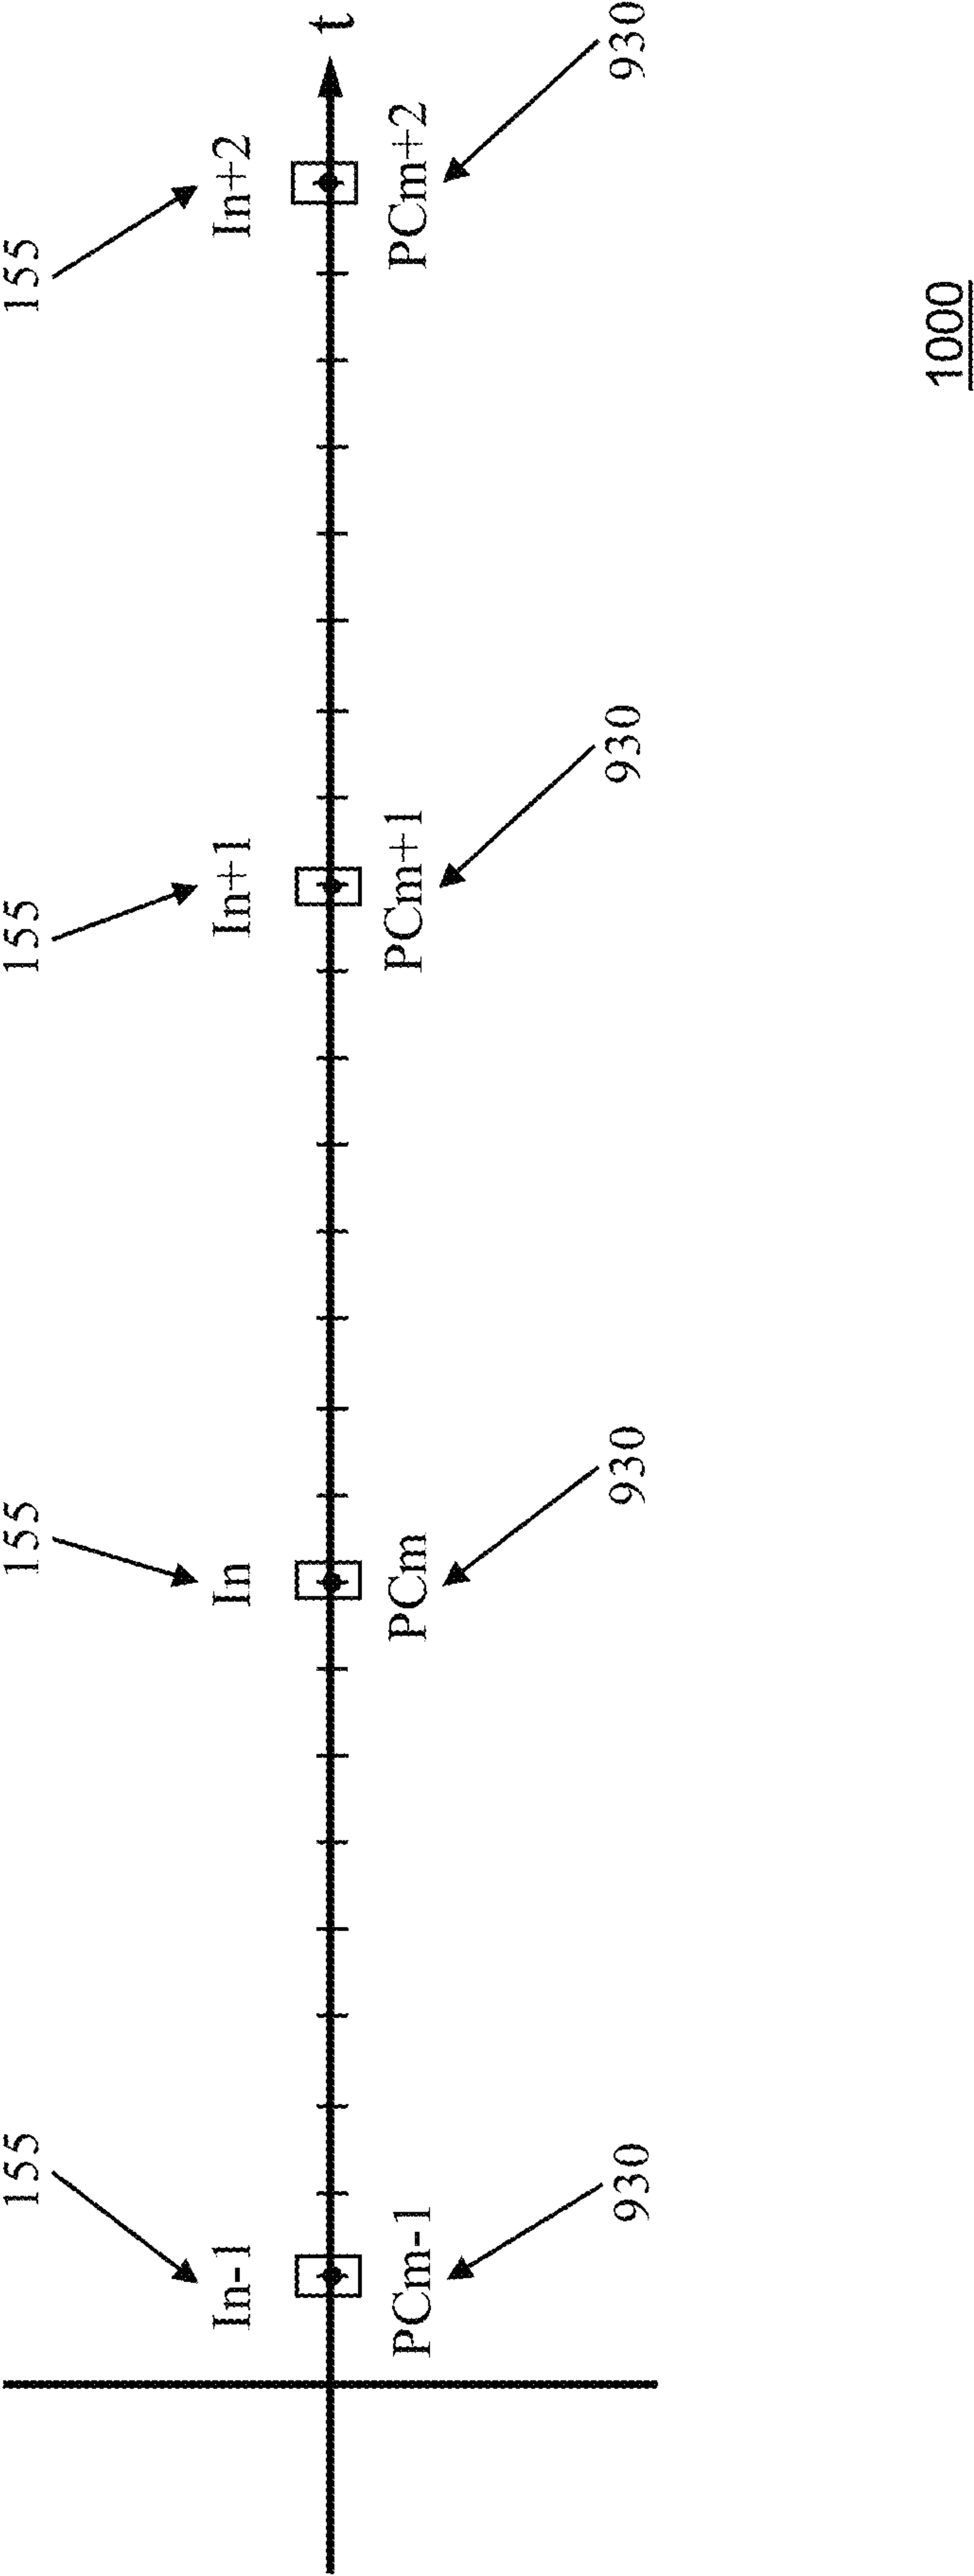 155 155 155 155
In-1 In In+1 In+2
t
PCm-1 PCm PCm+1 PCm+2
930 930 930 930
1000